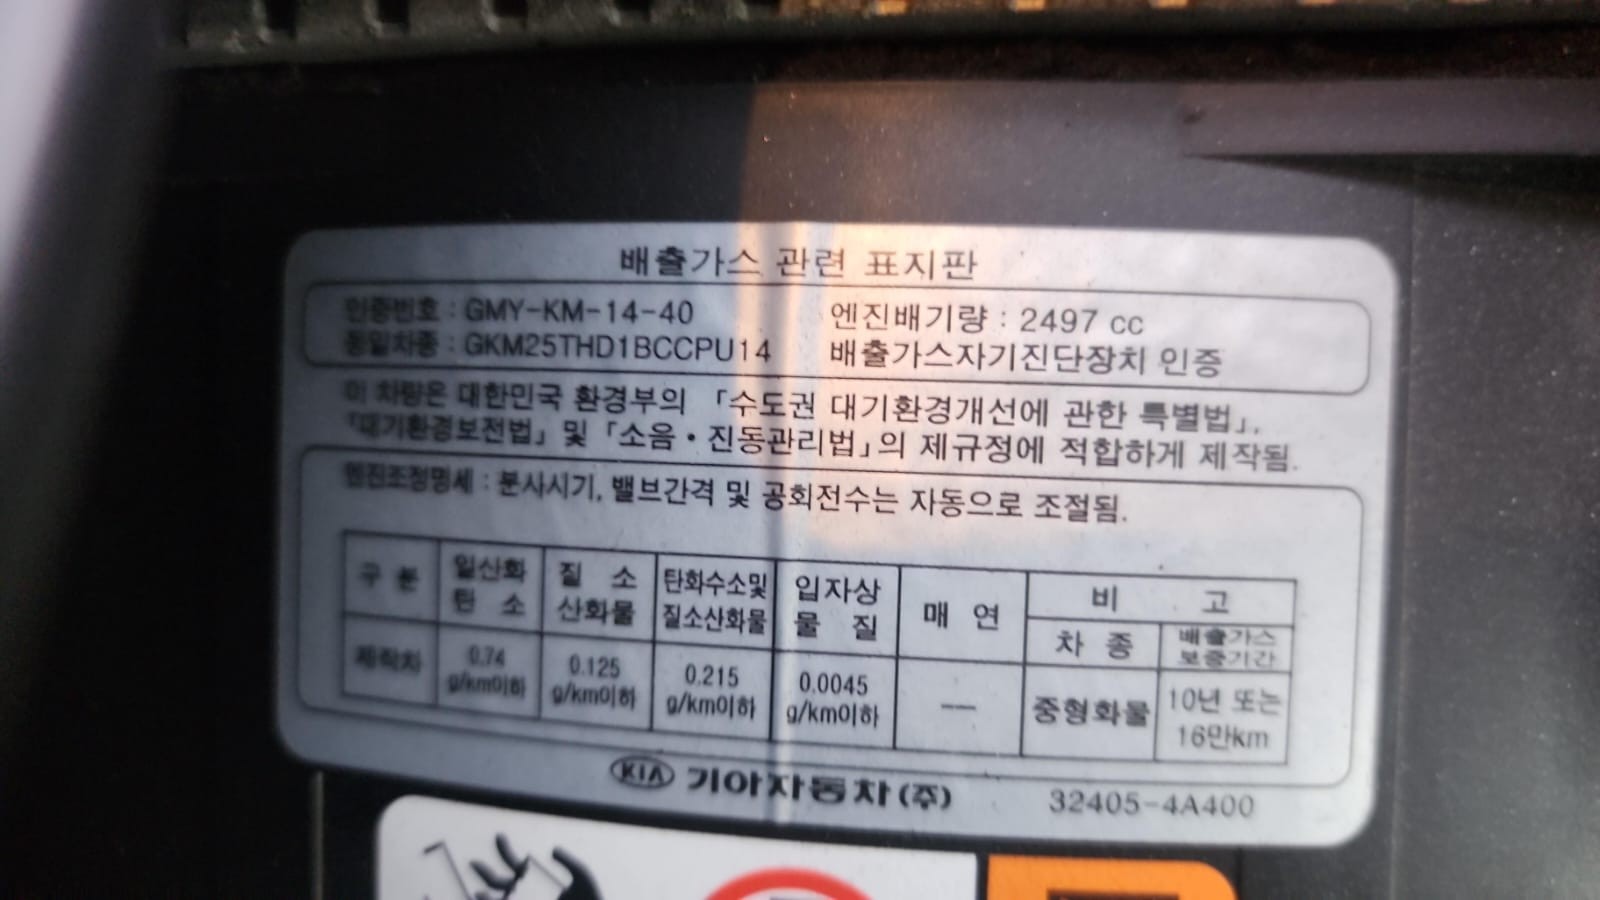 배출가스 관련 표지판
인증번호 : GMY-KM-14-40 엔진배기량 : 2497 cc
동일차종 : GKM25THD1BCCPU14 배출가스자기진단장치 인증
이 차량은 대한민국 환경부의 「수도권 대기환경개선에 관한 특별법」,
「대기환경보전법」 및 「소음・진동관리법」의 제규정에 적합하게 제작됨.
엔진조정명세 : 분사시기, 밸브간격 및 공회전수는 자동으로 조절됨.
구 분 일산화 탄 소 질 소 산화물 탄화수소및 질소산화물 입자상 물 질 매 연 비 고
차 종 배출가스 보증기간
제작차 0.74 g/km이하 0.125 g/km이하 0.215 g/km이하 0.0045 g/km이하 — 중형화물 10년 또는 16만km
KIA 기아자동차(주) 32405-4A400